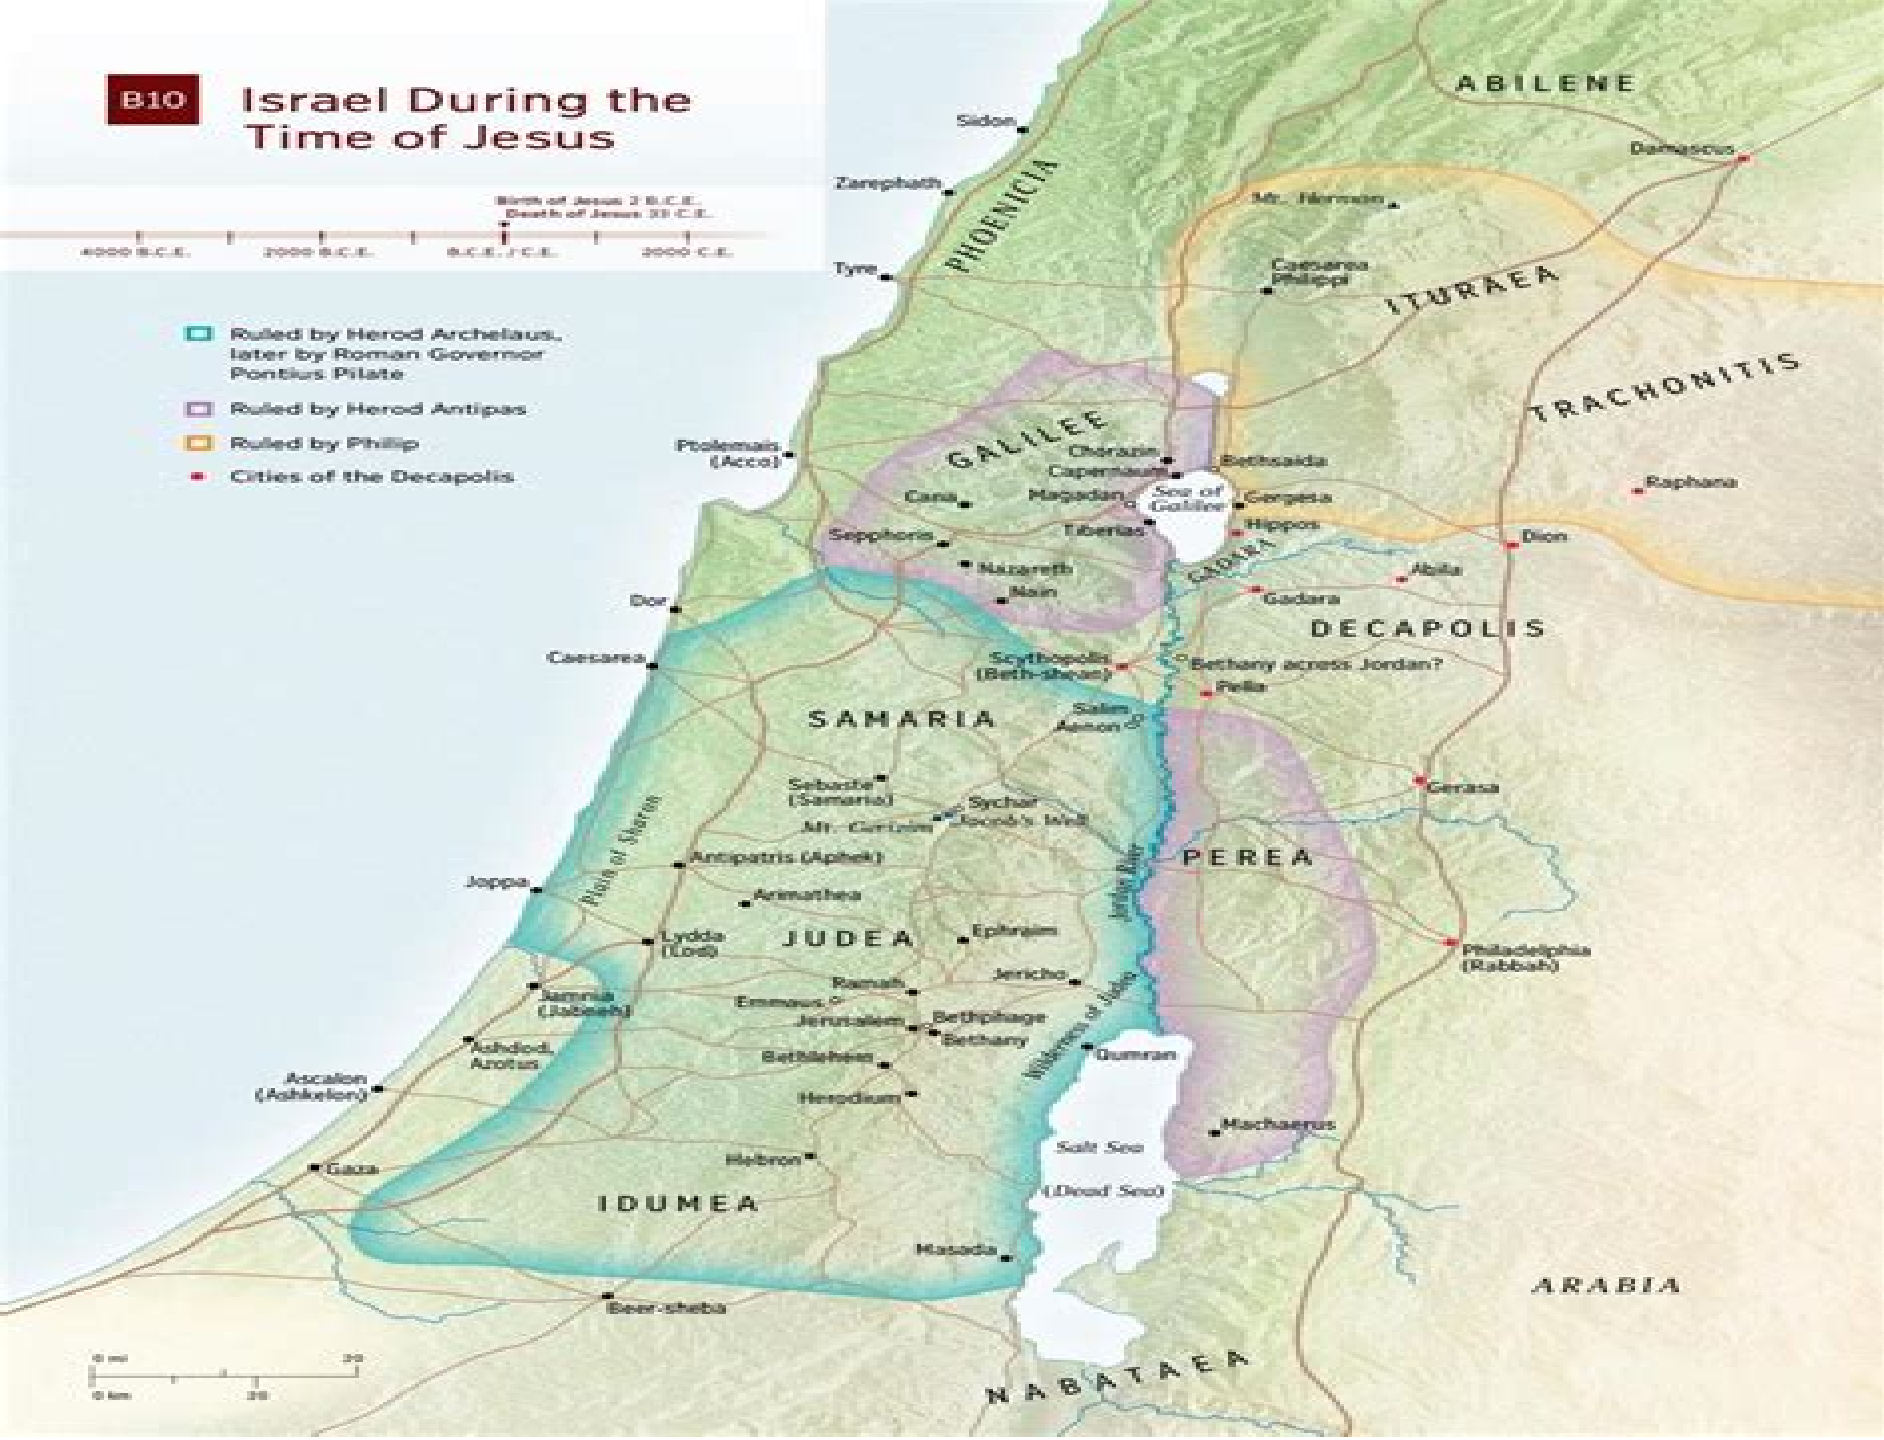 B10
Israel During the
Time of Jesus
Birth of Jesus 2 B.C.E.
Death of Jesus 33 C.E.
4000 B.C.E.
2000 B.C.E.
B.C.E. / C.E.
2000 C.E.
Ruled by Herod Archelaus,
later by Roman Governor
Pontius Pilate
Ruled by Herod Antipas
Ruled by Philip
Cities of the Decapolis
ABILENE
Sidon
Damascus
Zarephath
PHOENICIA
Mt. Hermon
Tyre
Caesarea
Philippi
ITURAEA
TRACHONITIS
Ptolemais
(Acco)
GALILEE
Chorazin
Capernaum
Bethsaida
Cana
Magadan
Sea of
Galilee
Gergesa
Raphana
Sepphoris
Tiberias
Hippos
Dion
Nazareth
GADARA
Abila
Nain
Gadara
Dor
DECAPOLIS
Caesarea
Scythopolis
(Beth-shean)
Bethany across Jordan?
Pella
SAMARIA
Salim
Aenon
Sebaste
(Samaria)
Sychar
Jacob's Well
Mt. Gerizim
Gerasa
Plain of Sharon
Antipatris (Aphek)
PEREA
Jordan River
Joppa
Arimathea
Lydda
(Lod)
JUDEA
Ephraim
Philadelphia
(Rabbah)
Jamnia
(Jabneh)
Ramah
Jericho
Emmaus
Jerusalem
Bethphage
Bethany
Wilderness of Judea
Ashdod,
Azotus
Bethlehem
Qumran
Ascalon
(Ashkelon)
Herodium
Machaerus
Salt Sea
(Dead Sea)
Gaza
Hebron
IDUMEA
Masada
ARABIA
Beer-sheba
NABATAEA
0 mi
20
0 km
20